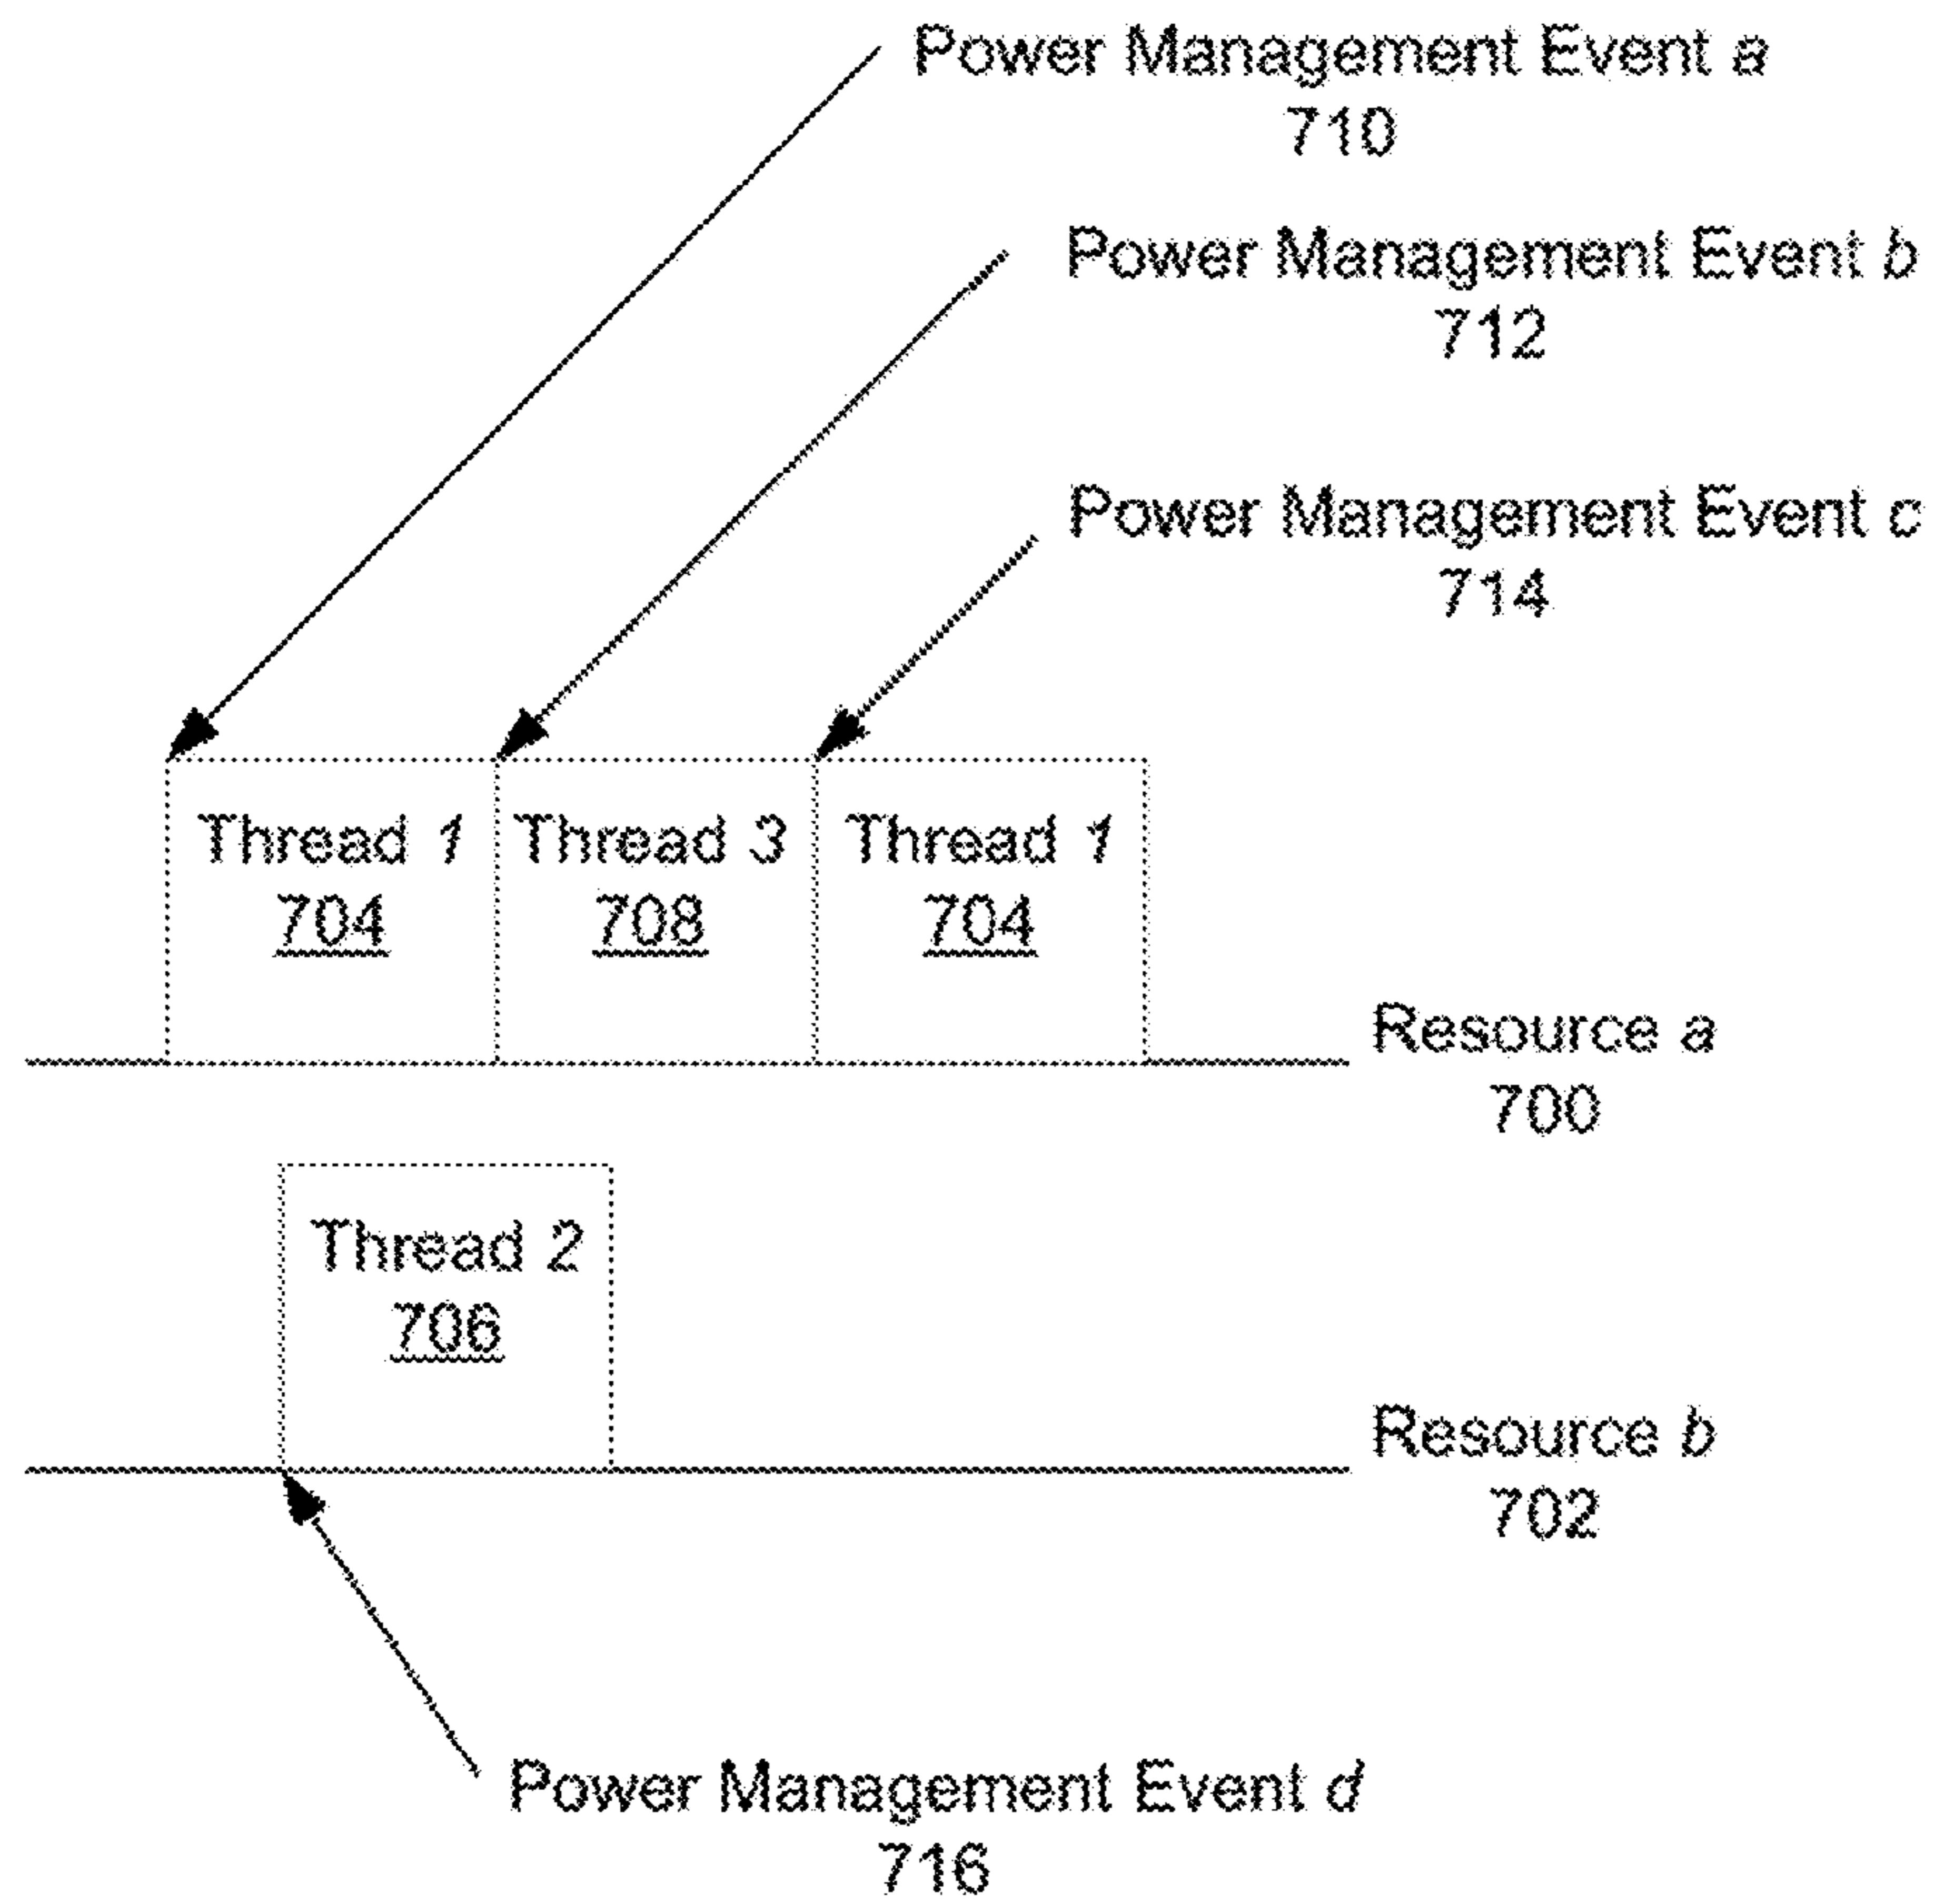 Power Management Event a
710
Power Management Event b
712
Power Management Event c
714
Thread 1
704
Thread 3
708
Thread 1
704
Resource a
700
Thread 2
706
Resource b
702
Power Management Event d
716